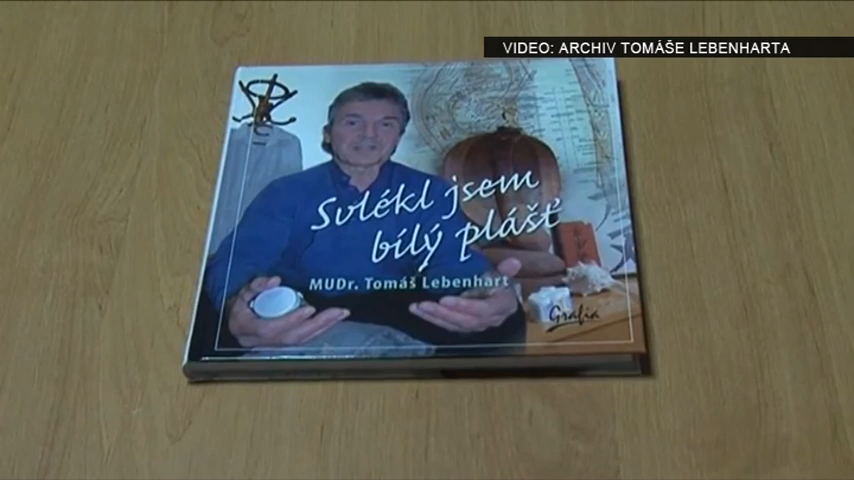 VIDEO: ARCHIV TOMÁŠE LEBENHARTA
Svlékl jsem
bílý plášť
MUDr. Tomáš Lebenhart
Grafia